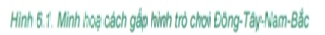 Hình 5.1. Minh hoạ cách gấp hình trò chơi Đông-Tây-Nam-Bắc